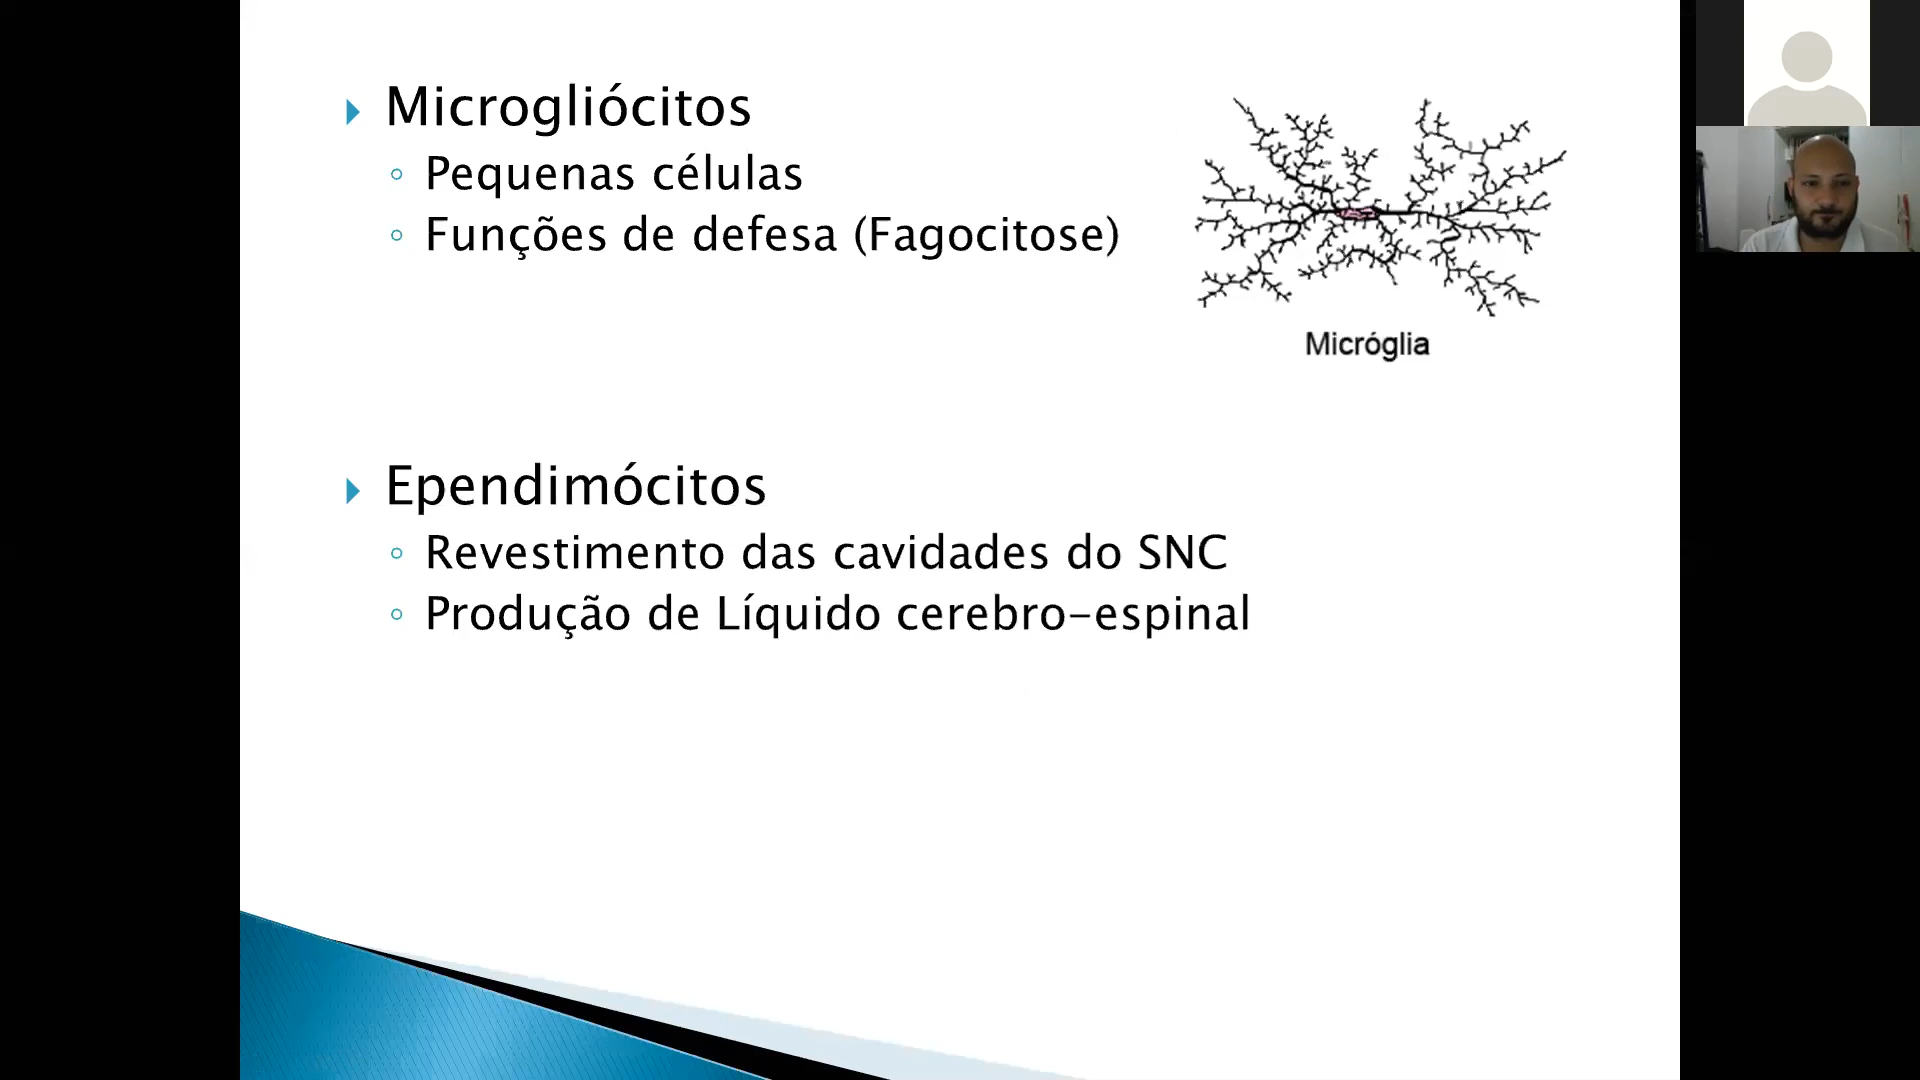 Microgliócitos
Pequenas células
Funções de defesa (Fagocitose)
Micróglia
Ependimócitos
Revestimento das cavidades do SNC
Produção de Líquido cerebro-espinal